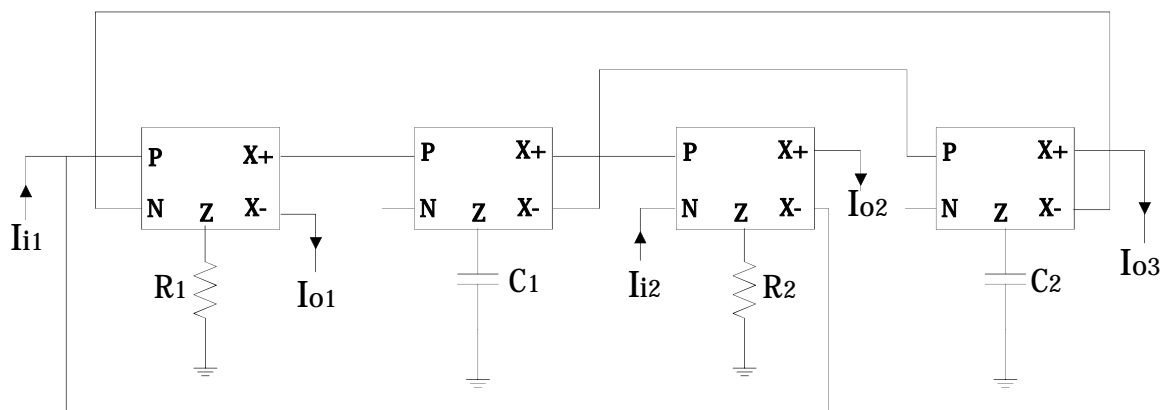 P X+ P X+ P X+ P X+
N Z X- N Z X- N Z X- N Z X-
Ii1 Io1 Ii2 Io2 Io3
R1 C1 R2 C2